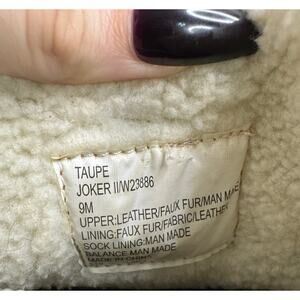 TAUPE
JOKER II/W23886
9M
UPPER:LEATHER/FAUX FUR/MAN MADE
LINING:FAUX FUR/FABRIC/LEATHER
SOCK LINING:MAN MADE
BALANCE MAN MADE
MADE IN CHINA